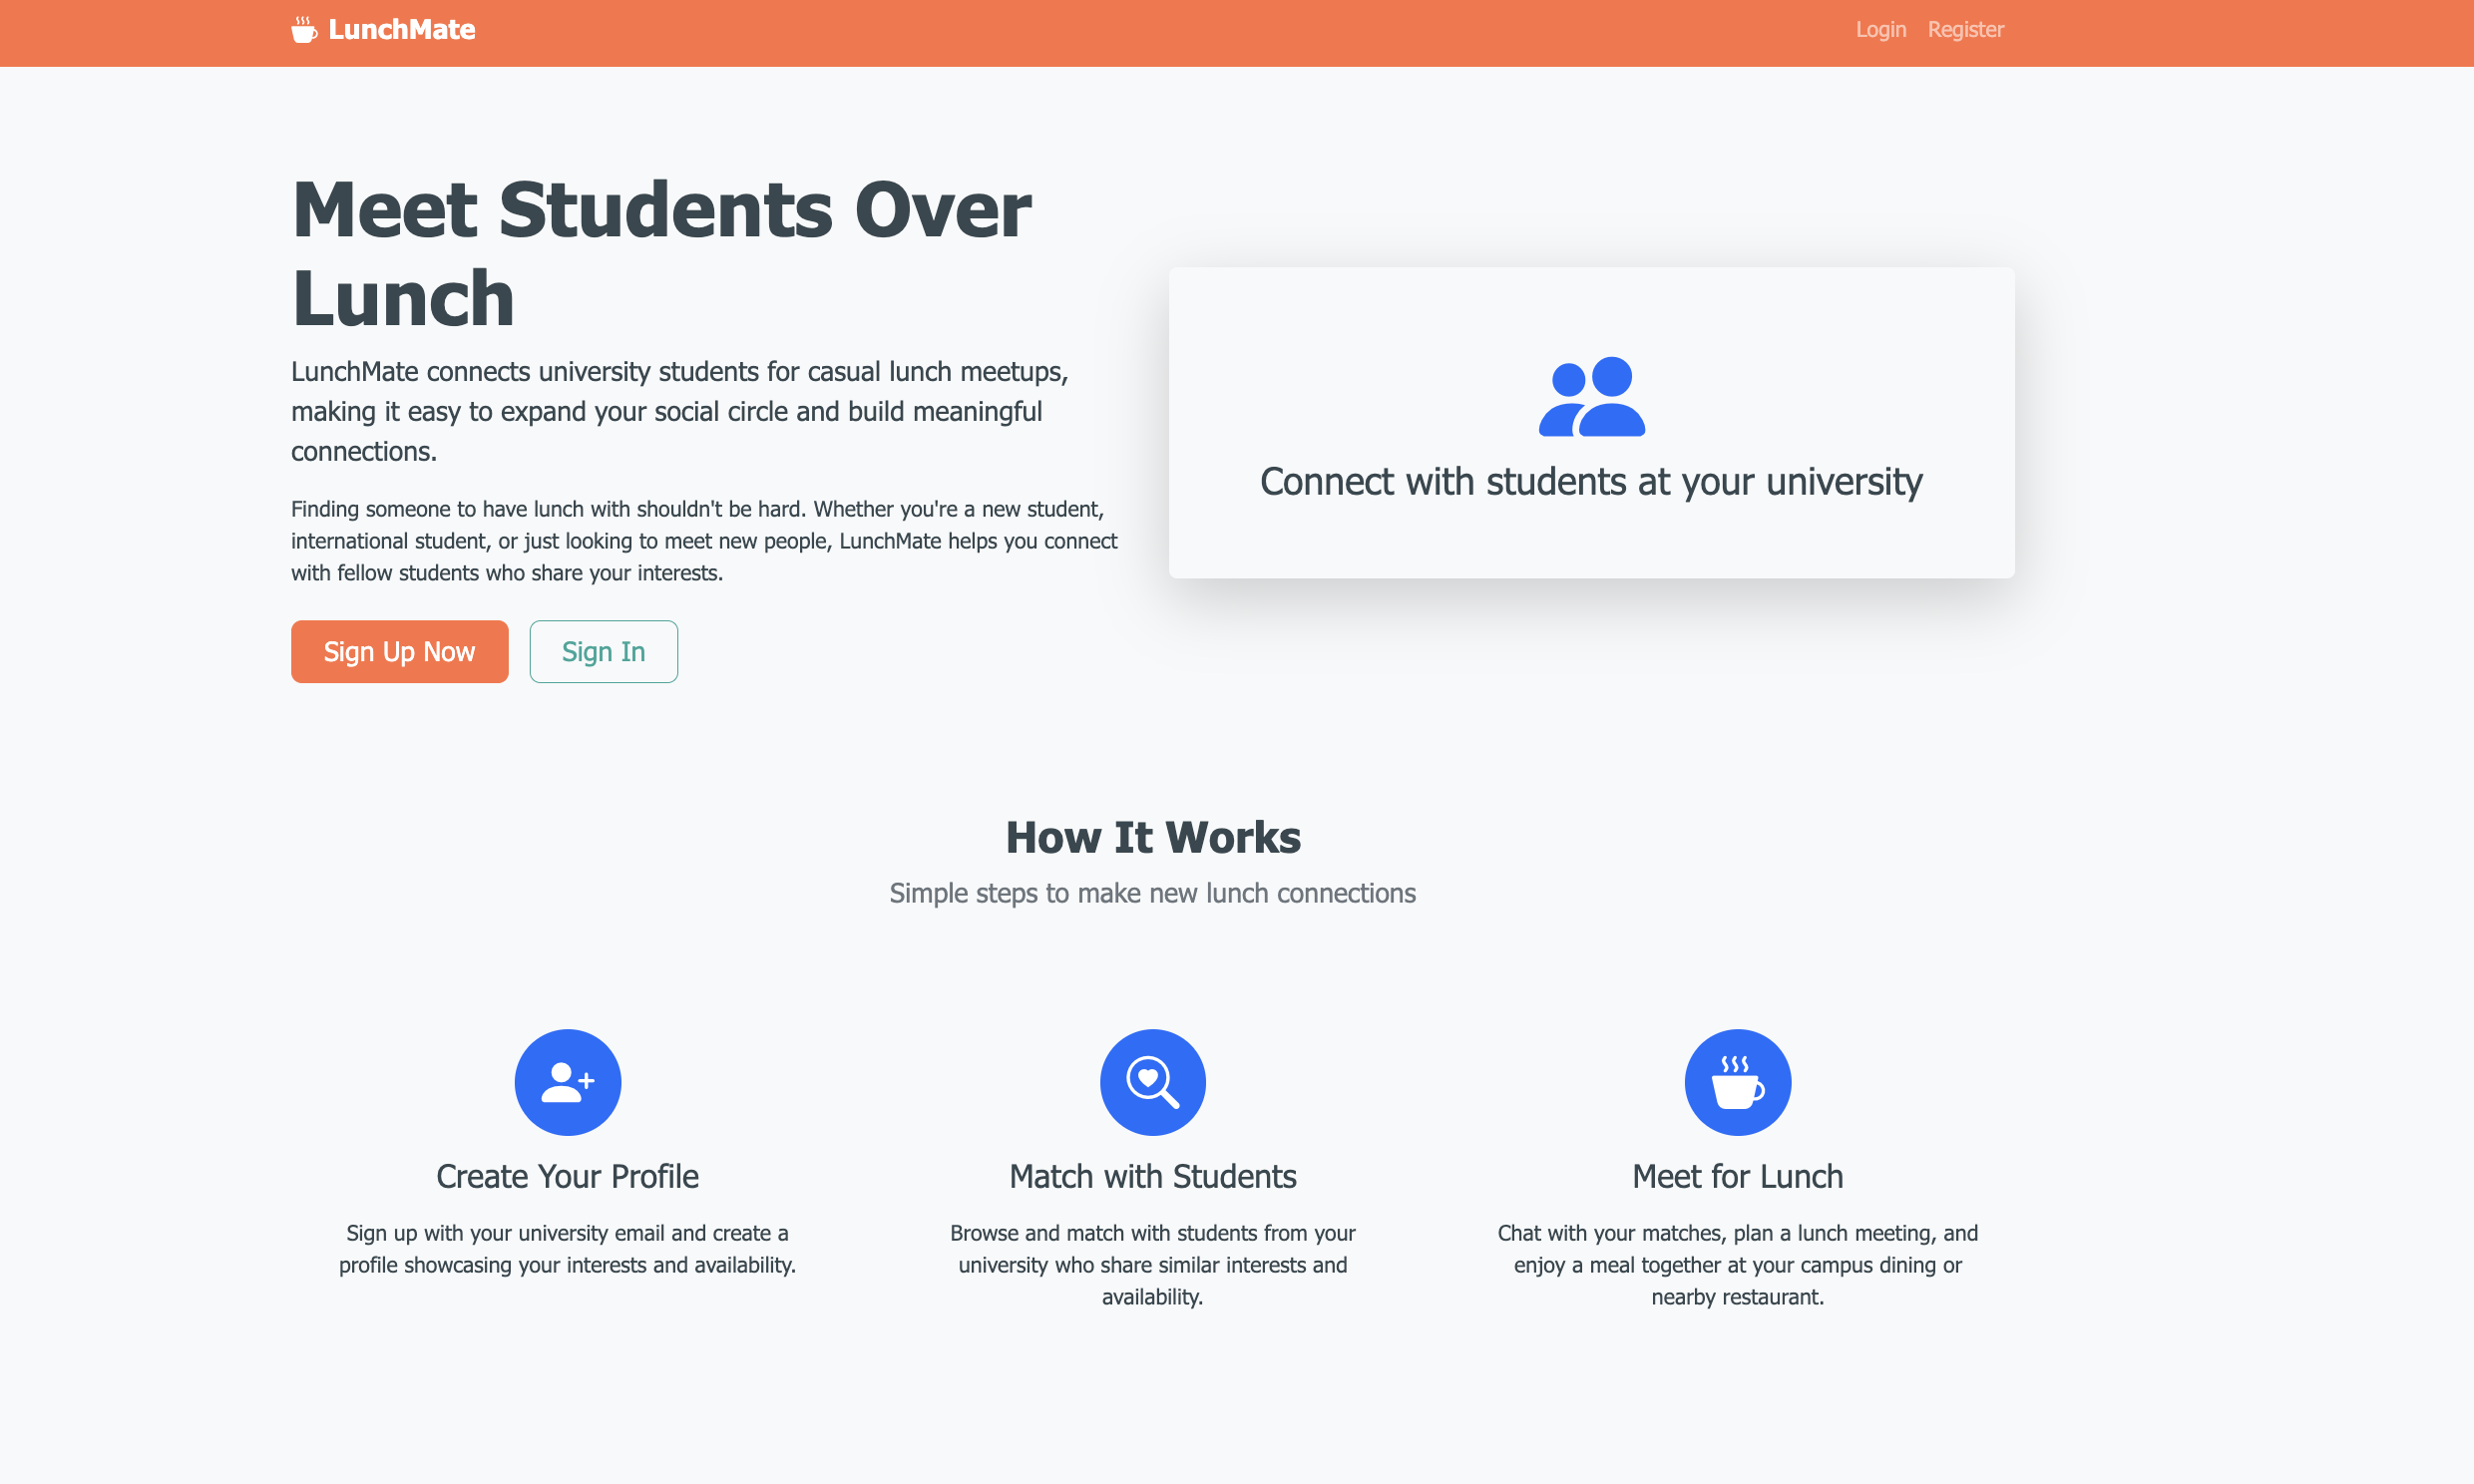 LunchMate
Login Register
Meet Students Over
Lunch
LunchMate connects university students for casual lunch meetups,
making it easy to expand your social circle and build meaningful
connections.
Finding someone to have lunch with shouldn't be hard. Whether you're a new student,
international student, or just looking to meet new people, LunchMate helps you connect
with fellow students who share your interests.
Sign Up Now
Sign In
Connect with students at your university
How It Works
Simple steps to make new lunch connections
Create Your Profile
Sign up with your university email and create a
profile showcasing your interests and availability.
Match with Students
Browse and match with students from your
university who share similar interests and
availability.
Meet for Lunch
Chat with your matches, plan a lunch meeting, and
enjoy a meal together at your campus dining or
nearby restaurant.